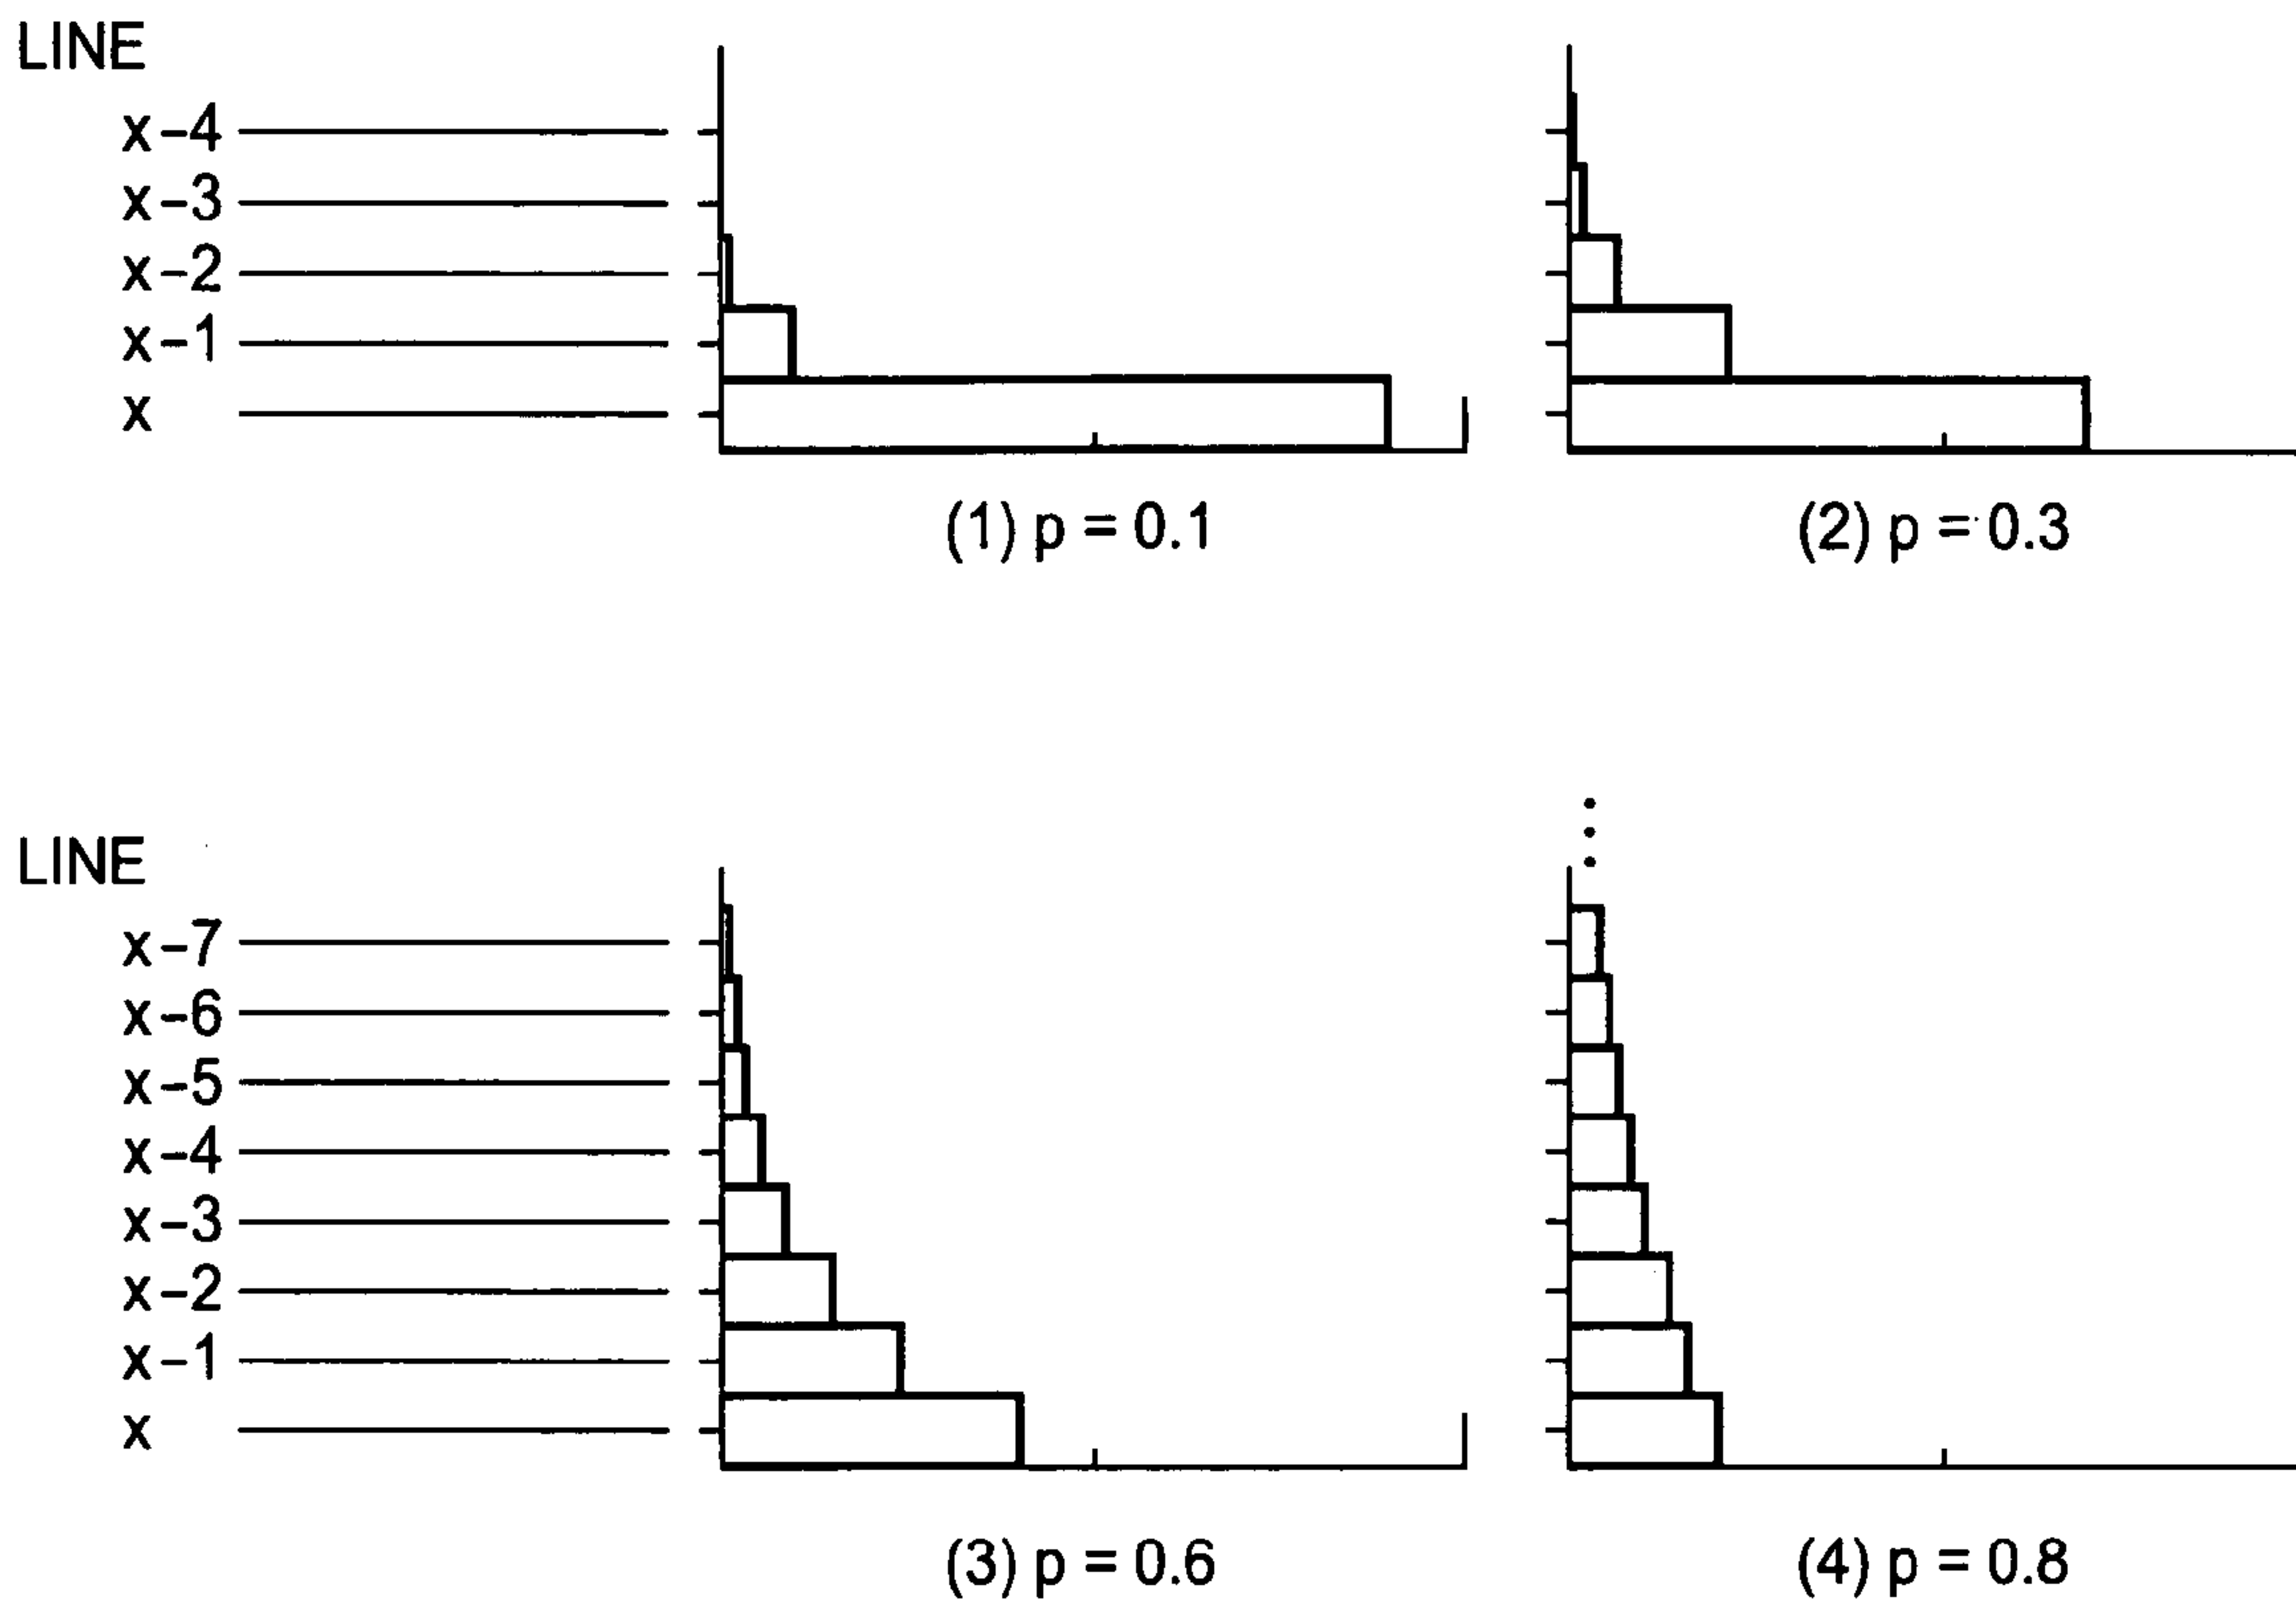 LINE
x-4
x-3
x-2
x-1
x
(1) p = 0.1
(2) p = 0.3
LINE
x-7
x-6
x-5
x-4
x-3
x-2
x-1
x
(3) p = 0.6
(4) p = 0.8